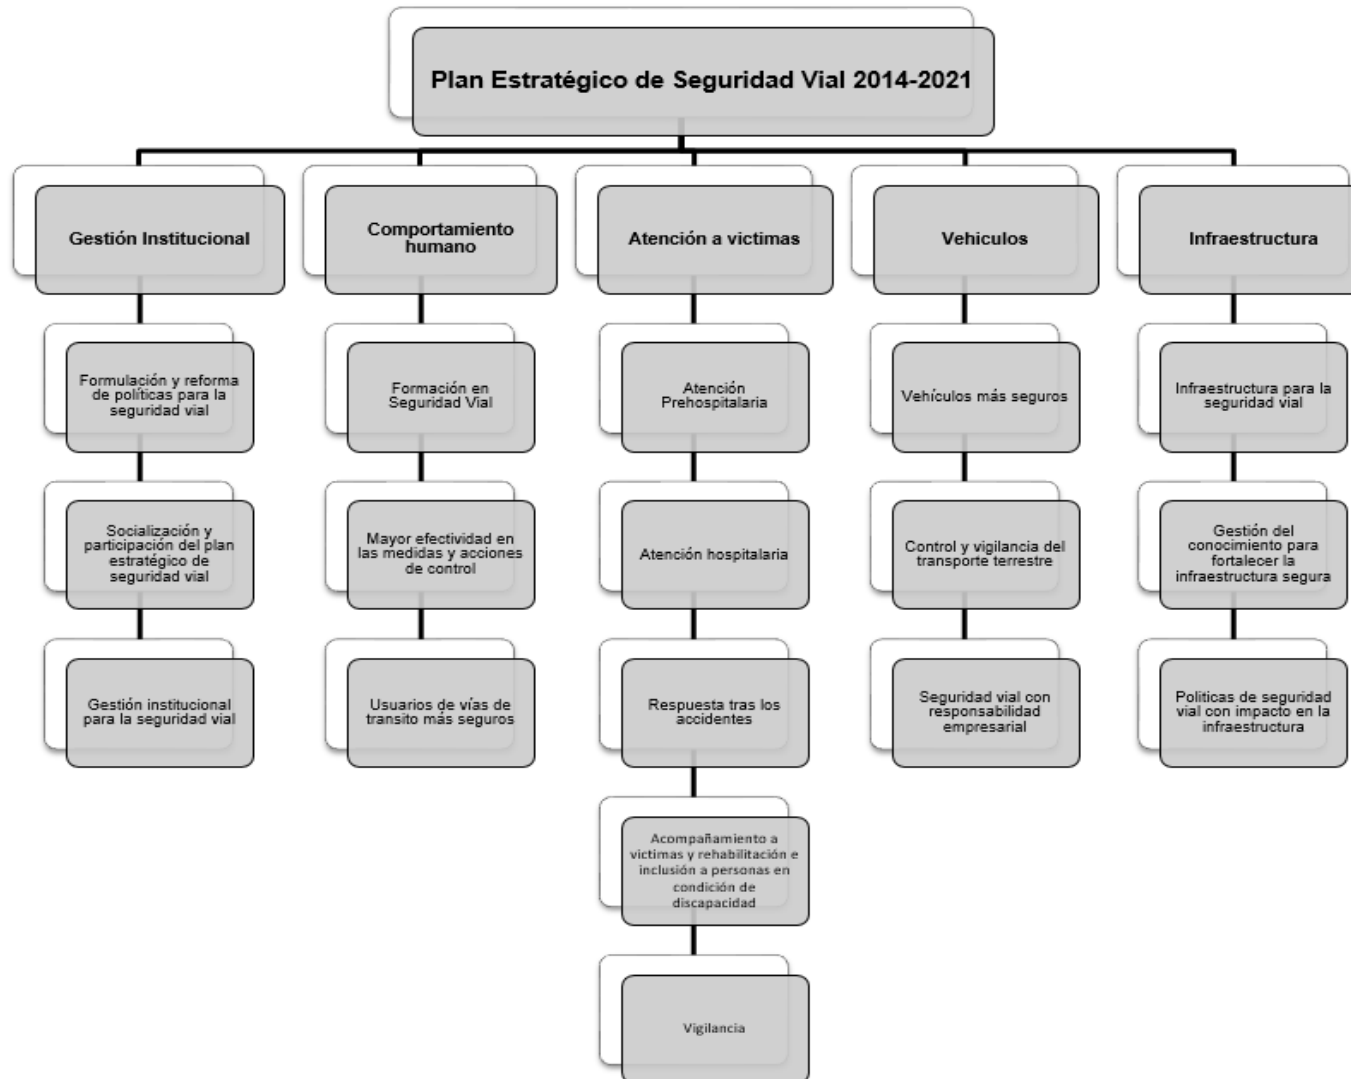 Plan Estratégico de Seguridad Vial 2014-2021
Gestión Institucional
Comportamiento
humano
Atención a victimas
Vehiculos
Infraestructura
Formulación y reforma
de políticas para la
seguridad vial
Formación en
Seguridad Vial
Atención
Prehospitalaria
Vehículos más seguros
Infraestructura para la
seguridad vial
Socialización y
participación del plan
estratégico de
seguridad vial
Mayor efectividad en
las medidas y acciones
de control
Atención hospitalaria
Control y vigilancia del
transporte terrestre
Gestión del
conocimiento para
fortalecer la
infraestructura segura
Gestión institucional
para la seguridad vial
Usuarios de vías de
transito más seguros
Respuesta tras los
accidentes
Seguridad vial con
responsabilidad
empresarial
Politicas de seguridad
vial con impacto en la
infraestructura
Acompañamiento a
victimas y rehabilitación e
inclusión a personas en
condición de
discapacidad
Vigilancia